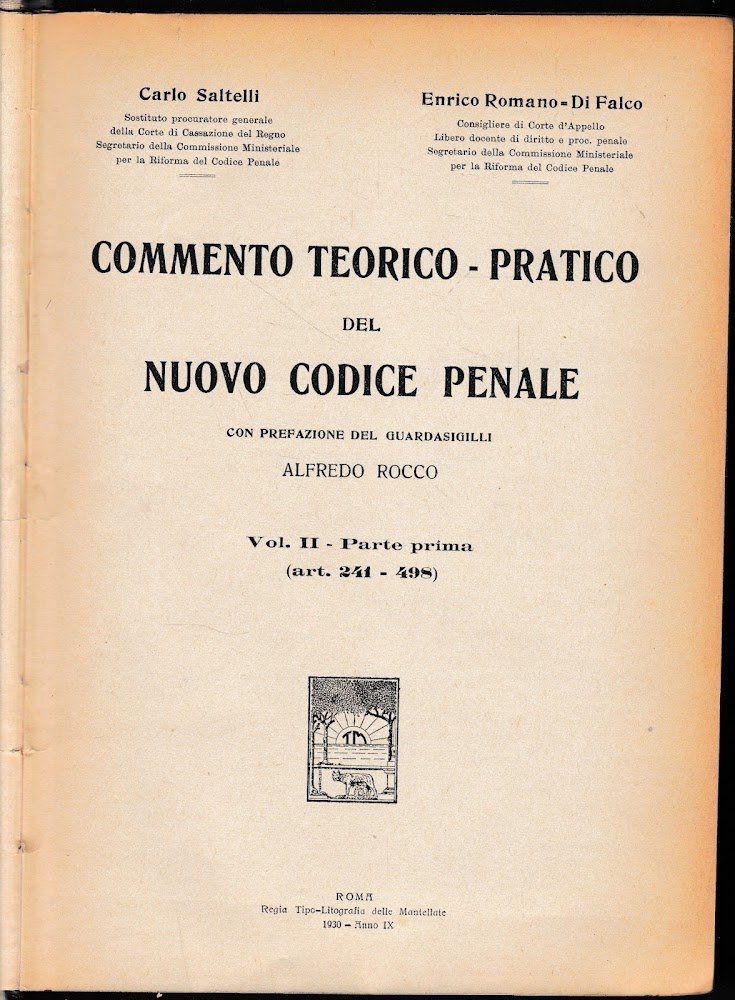 Carlo Saltelli
Sostituto procuratore generale
della Corte di Cassazione del Regno
Segretario della Commissione Ministeriale
per la Riforma del Codice Penale
Enrico Romano=Di Falco
Consigliere di Corte d'Appello
Libero docente di diritto e proc. penale
Segretario della Commissione Ministeriale
per la Riforma del Codice Penale
COMMENTO TEORICO - PRATICO
DEL
NUOVO CODICE PENALE
CON PREFAZIONE DEL GUARDASIGILLI
ALFREDO ROCCO
Vol. II - Parte prima
(art. 241 - 498)
TM
ROMA
Regia Tipo-Litografia delle Mantellate
1930 - Anno IX